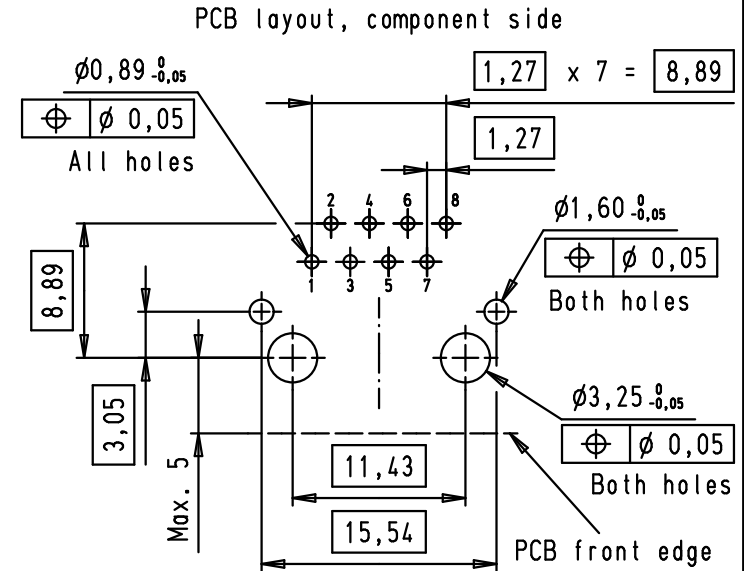 PCB layout, component side
ø0,89 0 -0,05
1,27 x 7 = 8,89
⌖ ø 0,05
All holes
1,27
2 4 6 8
ø1,60 0 -0,05
⌖ ø 0,05
Both holes
1 3 5 7
8,89
3,05
Max. 5
ø3,25 0 -0,05
⌖ ø 0,05
Both holes
11,43
15,54
PCB front edge